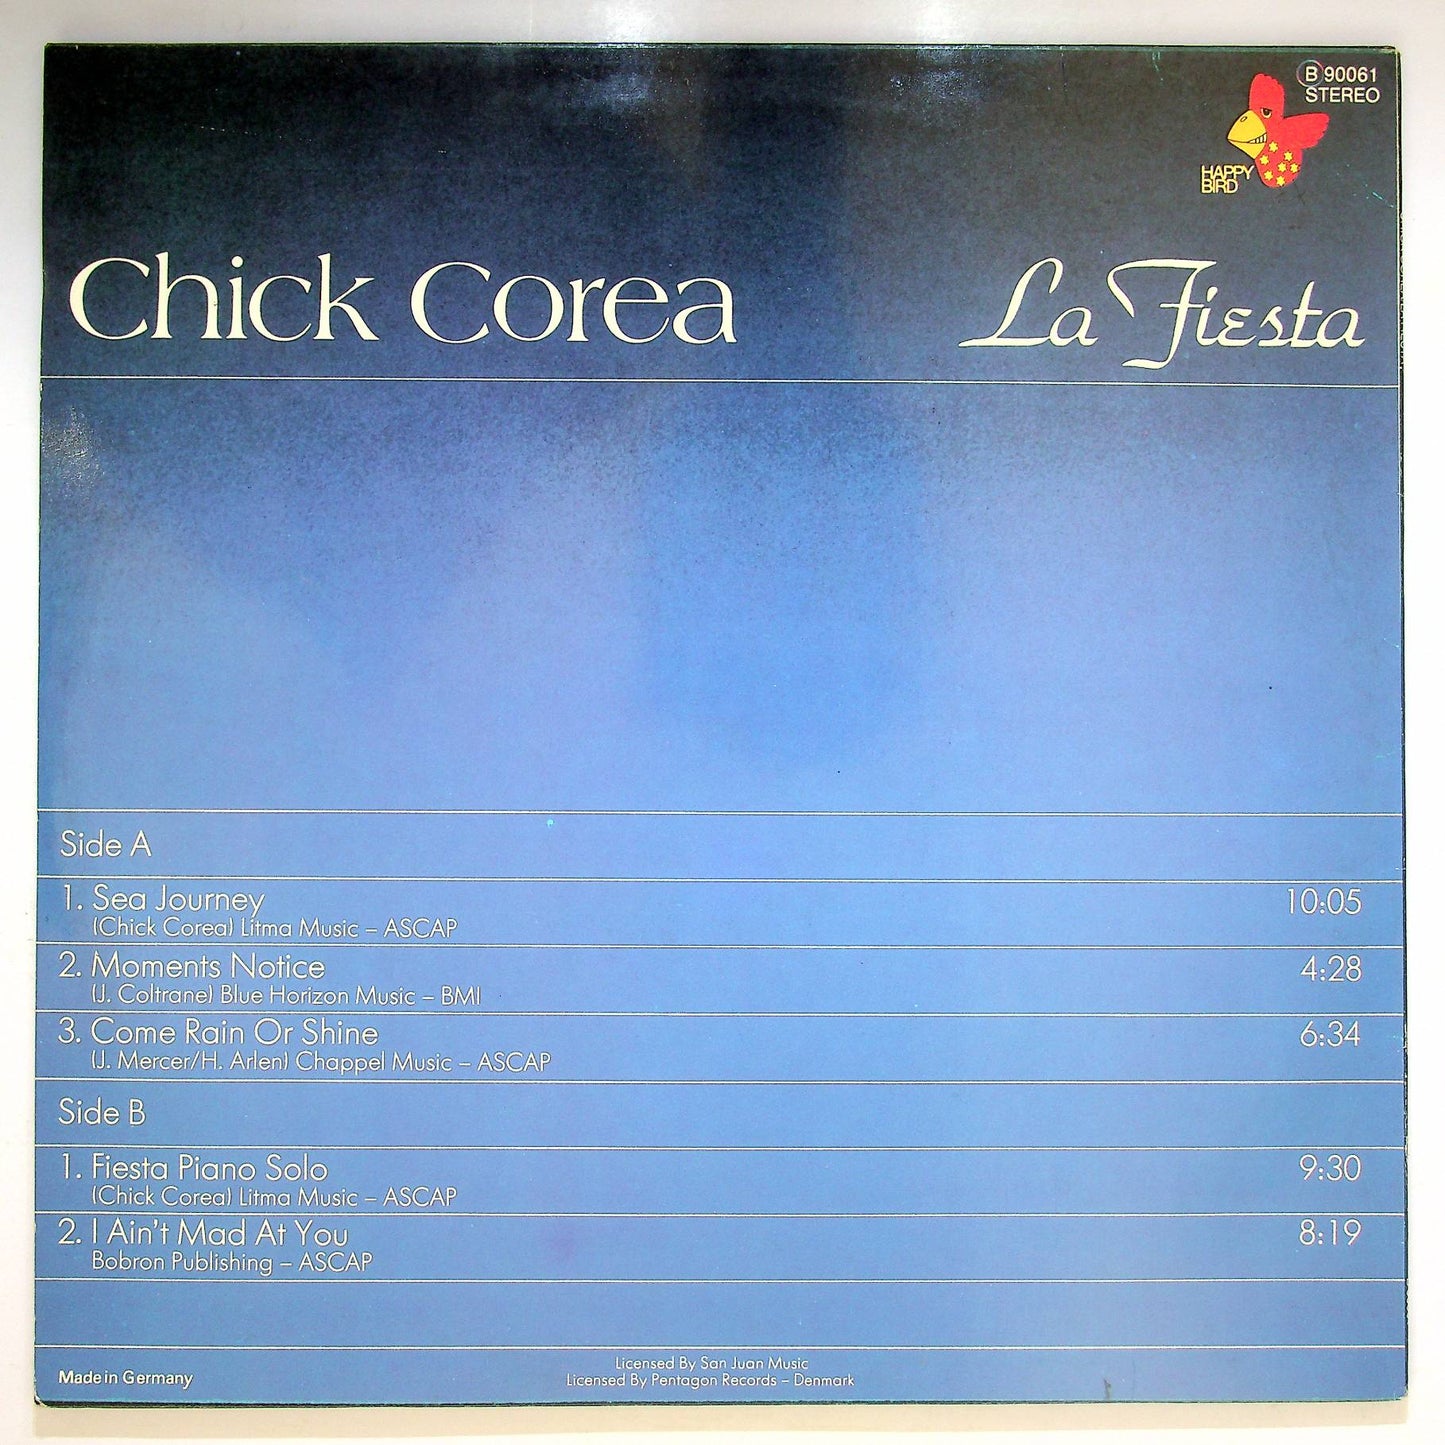 B 90061
STEREO
HAPPY
BIRD
Chick Corea
La Fiesta
Side A
1. Sea Journey 10:05
(Chick Corea) Litma Music – ASCAP
2. Moments Notice 4:28
(J. Coltrane) Blue Horizon Music – BMI
3. Come Rain Or Shine 6:34
(J. Mercer/H. Arlen) Chappel Music – ASCAP
Side B
1. Fiesta Piano Solo 9:30
(Chick Corea) Litma Music – ASCAP
2. I Ain't Mad At You 8:19
Bobron Publishing – ASCAP
Licensed By San Juan Music
Made in Germany
Licensed By Pentagon Records – Denmark